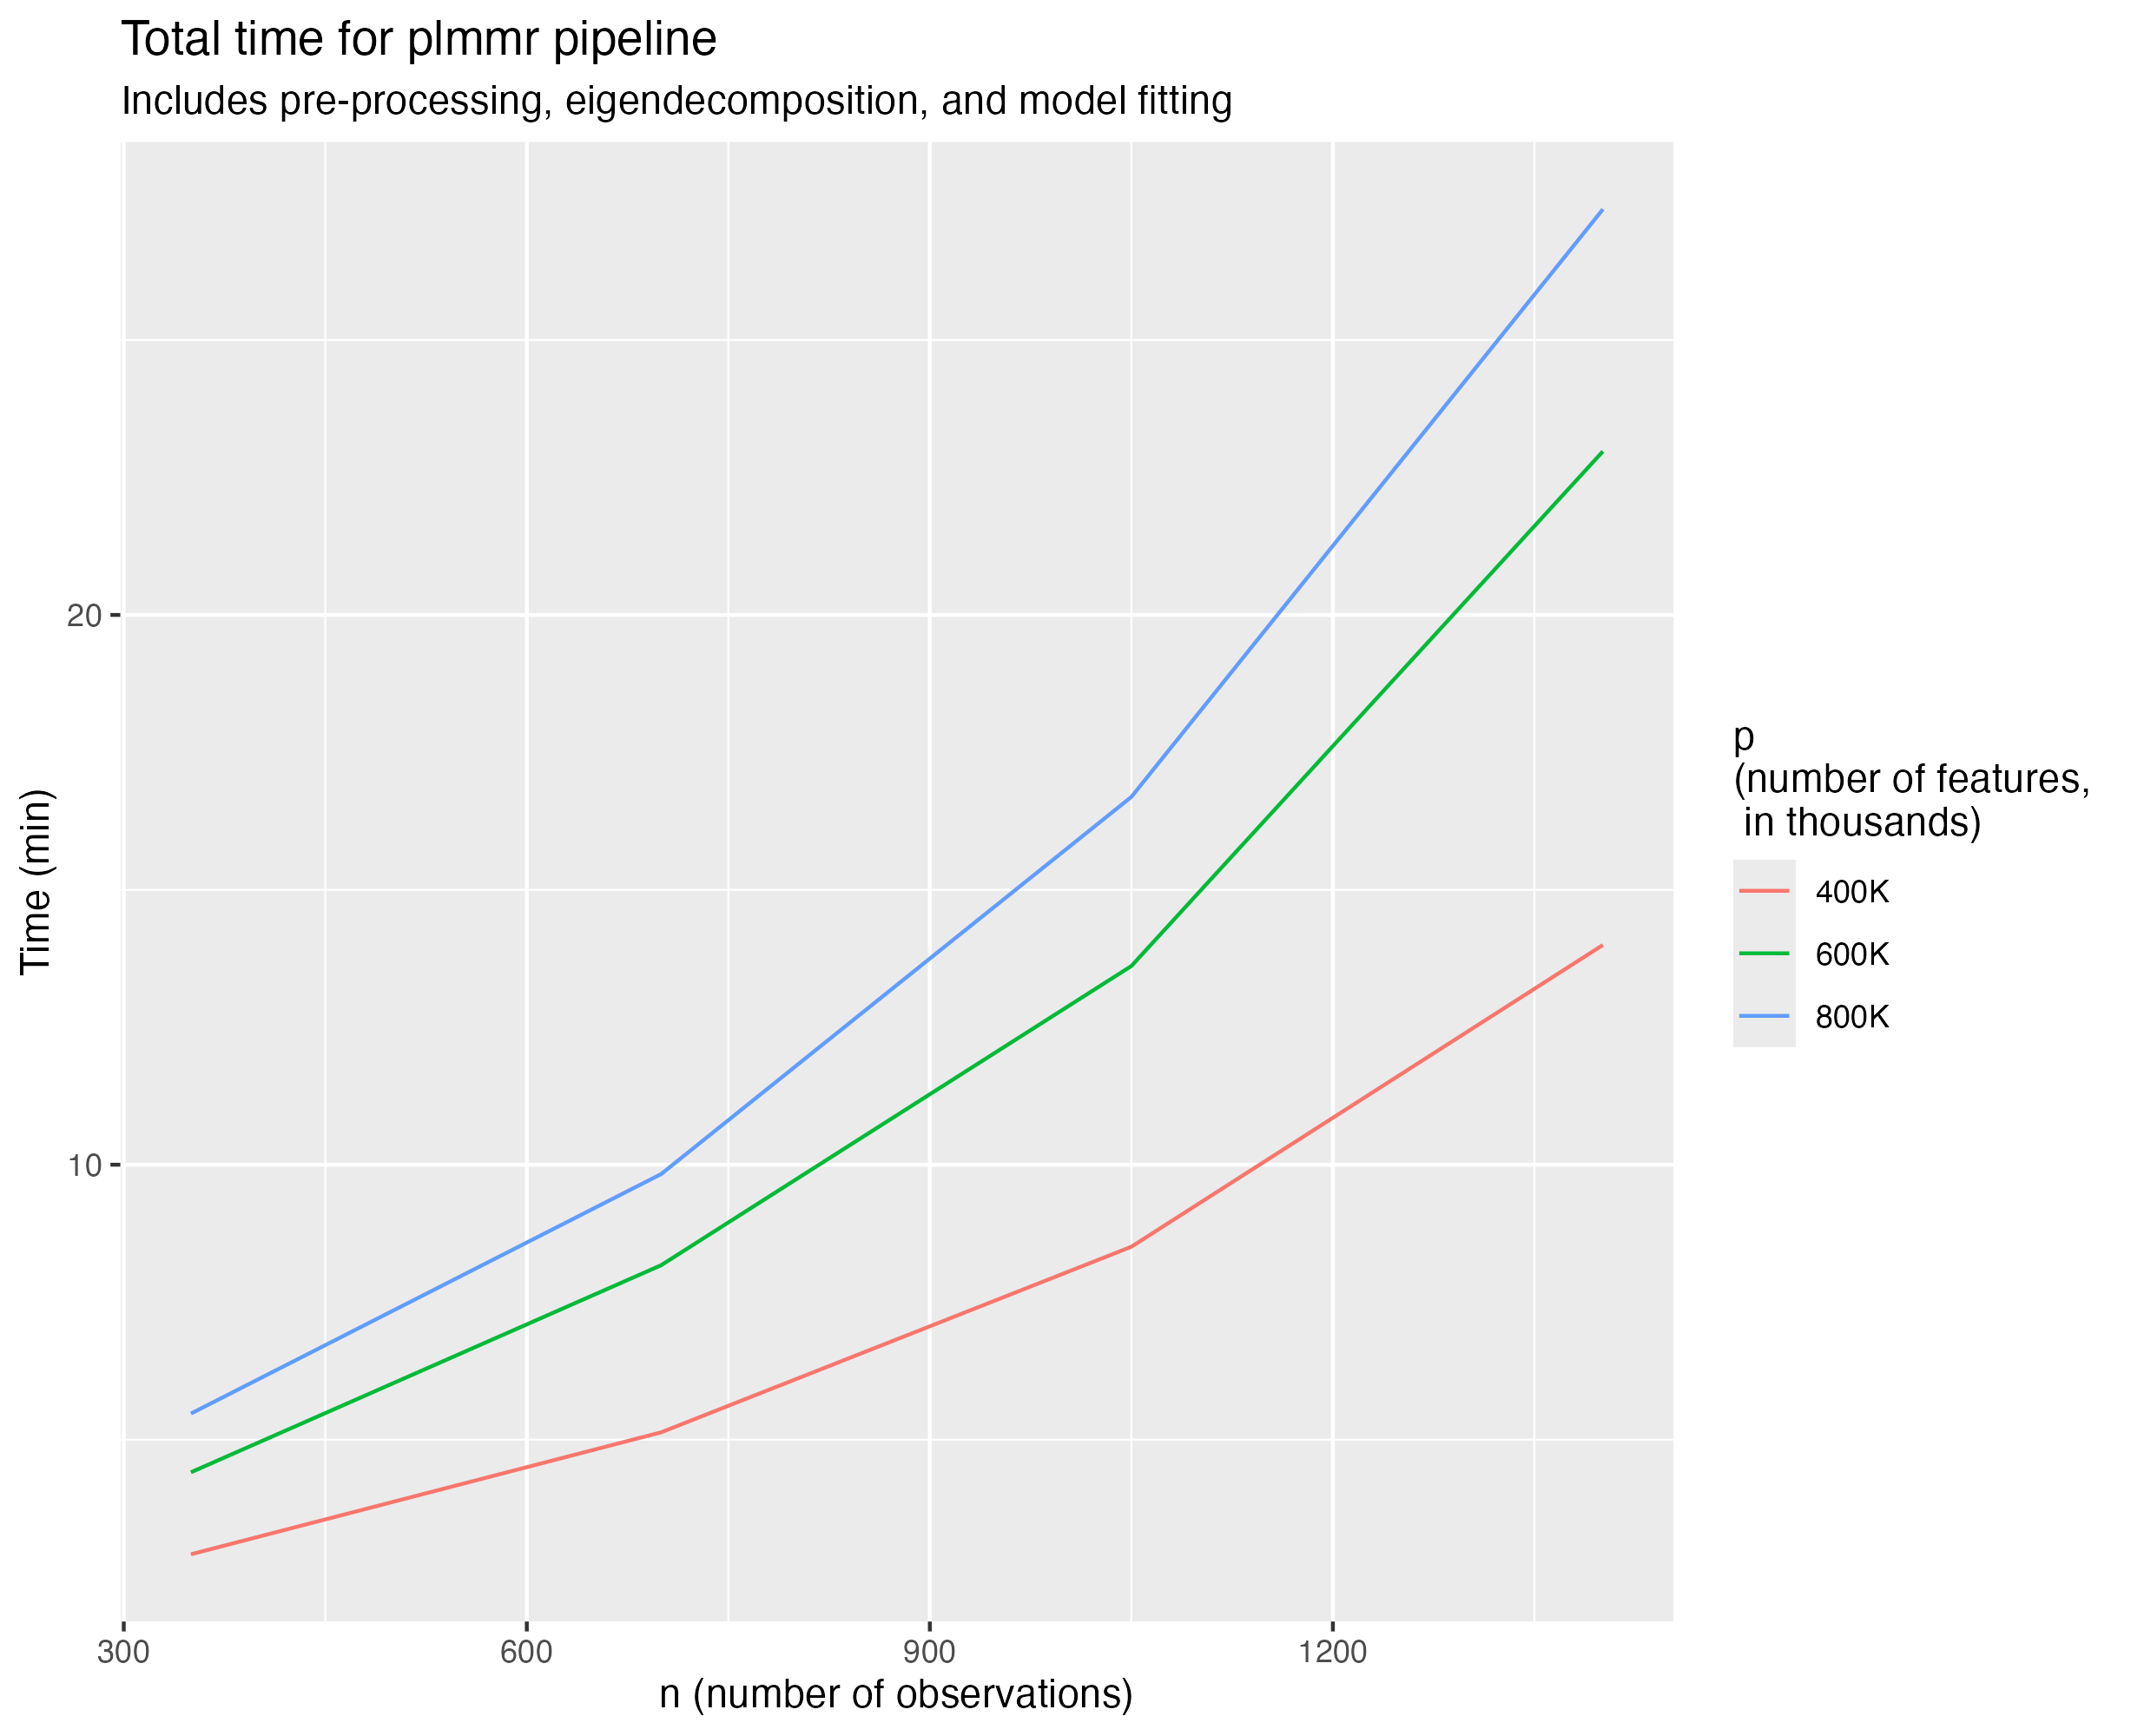 Total time for plmmr pipeline
Includes pre-processing, eigendecomposition, and model fitting
Time (min)
20
10
300
600
900
1200
n (number of observations)
p
(number of features,
in thousands)
400K
600K
800K